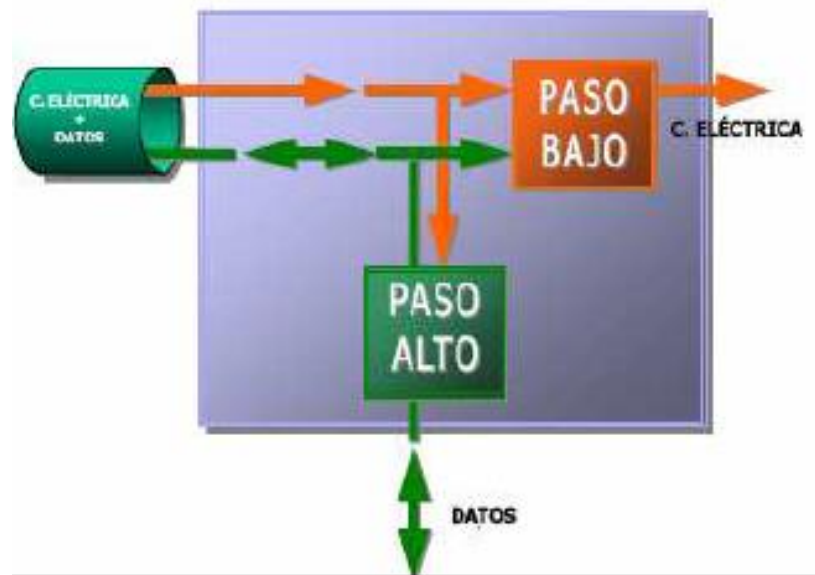 C. ELÉCTRICA
+
DATOS
PASO
BAJO
C. ELÉCTRICA
PASO
ALTO
DATOS